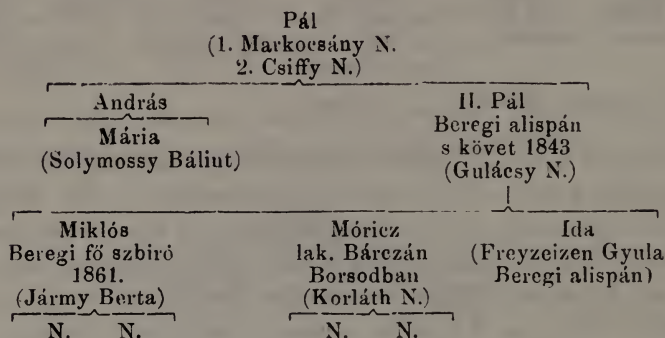 Pál
(1. Markocsány N.
2. Csiffy N.)
András
II. Pál
Mária
Beregi alispán
(Solymossy Báliut)
s követ 1843
(Gulácsy N.)
Miklós
Móricz
Ida
Beregi fő szbiró
lak. Bárczán
(Freyzeizen Gyula
1861.
Borsodban
Beregi alispán)
(Jármy Berta)
(Korláth N.)
N. N.
N. N.